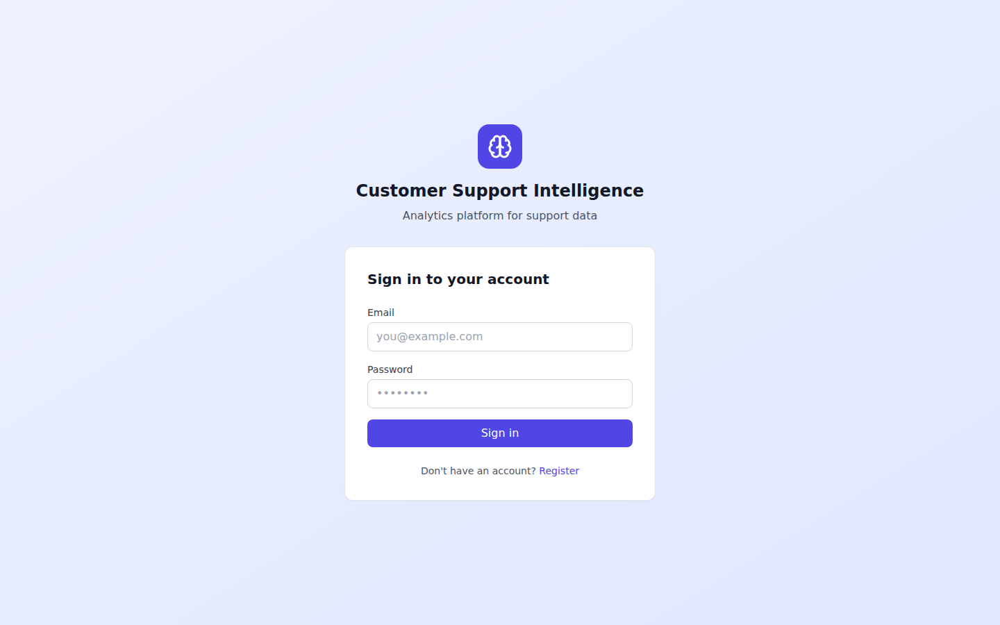 Customer Support Intelligence
Analytics platform for support data
Sign in to your account
Email
you@example.com
Password
••••••••
Sign in
Don't have an account? Register